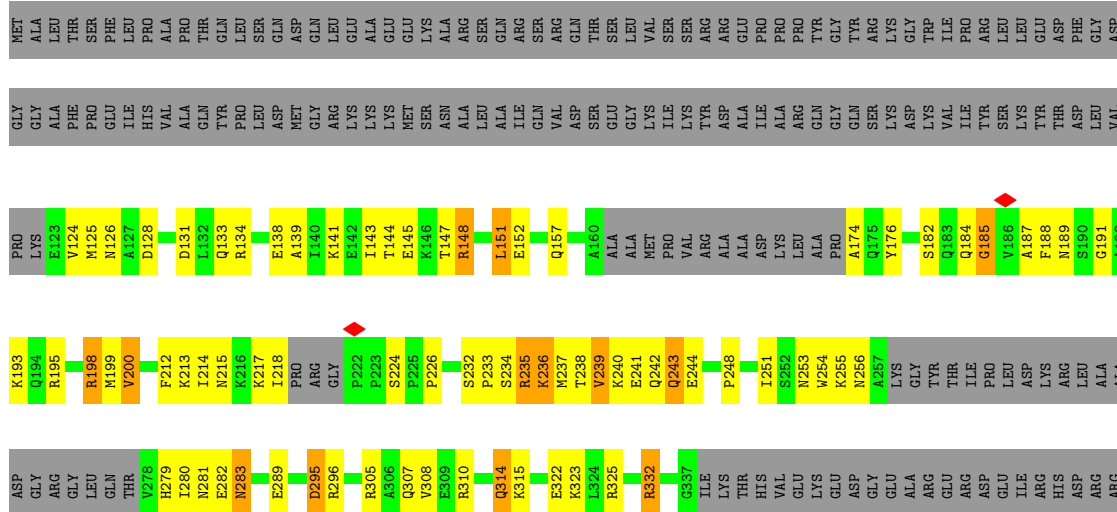 MET ALA LEU THR SER PHE LEU PRO ALA PRO THR GLN LEU SER GLN ASP GLN LEU GLU ALA GLU GLU LYS ALA ARG SER GLN ARG SER ARG GLN THR SER LEU VAL SER SER ARG ARG GLU PRO PRO PRO TYR GLY TYR ARG LYS GLY TRP ILE PRO ARG LEU LEU GLU ASP PHE GLY ASP
GLY GLY ALA PHE PRO GLU ILE HIS VAL ALA GLN TYR PRO LEU ASP MET GLY ARG LYS LYS LYS MET SER ASN ALA LEU ALA ILE GLN VAL ASP SER GLU GLY LYS ILE LYS TYR ASP ALA ILE ALA ARG GLN GLY GLN SER LYS ASP LYS VAL ILE TYR SER LYS TYR THR ASP LEU VAL
PRO LYS E123 V124 M125 N126 A127 D128 D131 L132 Q133 R134 E138 A139 I140 K141 E142 I143 T144 E145 K146 T147 R148 L151 E152 Q157 A160 ALA ALA MET PRO VAL ARG ALA ALA ASP LYS LEU ALA PRO A174 Q175 Y176 S182 Q183 Q184 G185 V186 A187 F188 N189 S190 G191
K193 Q194 R195 R198 M199 V200 F212 K213 I214 N215 K216 K217 I218 PRO ARG GLY P222 P223 S224 P225 P226 S232 P233 S234 R235 K236 M237 T238 V239 K240 E241 Q242 Q243 E244 P248 I251 S252 N253 W254 K255 N256 A257 LYS GLY TYR THR ILE PRO LEU ASP LYS ARG LEU ALA
ASP GLY ARG GLY LEU GLN THR V278 H279 I280 N281 E282 N283 E289 D295 R296 R305 A306 Q307 V308 E309 R310 Q314 K315 E322 K323 L324 R325 R332 G337 ILE LYS THR HIS VAL GLU LYS GLU ASP GLY GLU ALA ARG GLU ARG ASP GLU ILE ARG HIS ASP ARG ARG